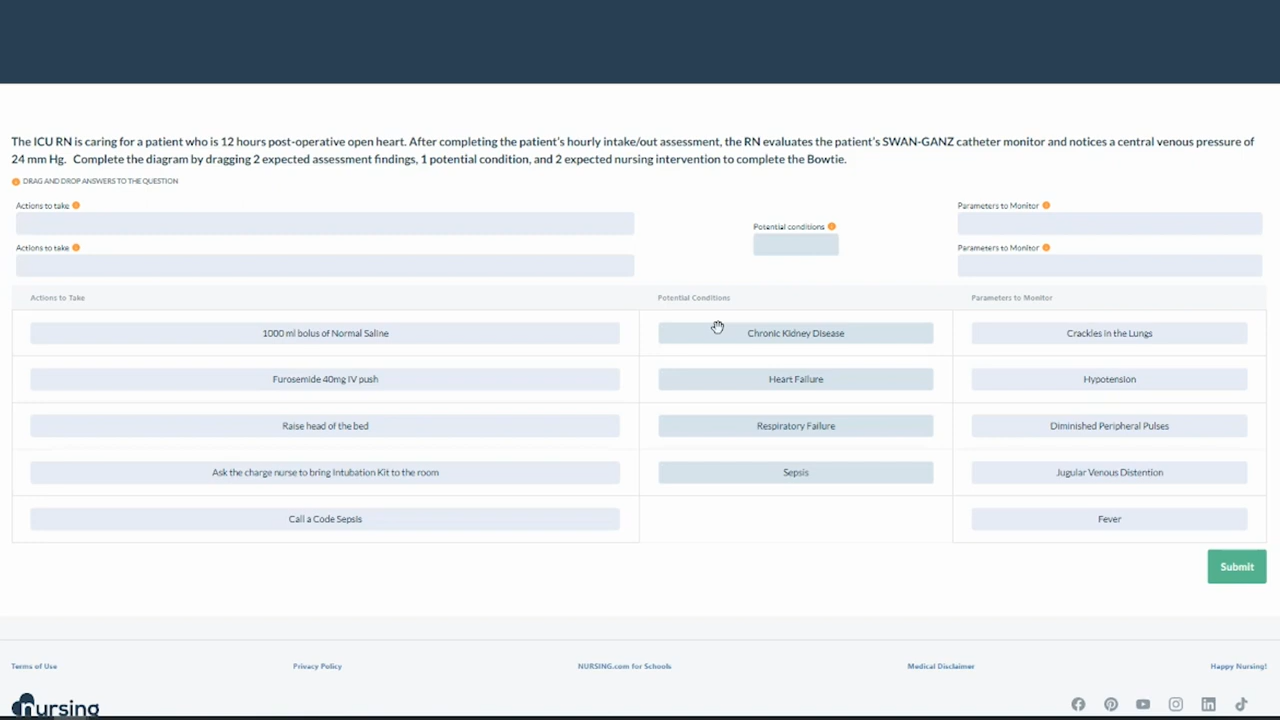 The ICU RN is caring for a patient who is 12 hours post-operative open heart. After completing the patient's hourly intake/out assessment, the RN evaluates the patient's SWAN-GANZ catheter monitor and notices a central venous pressure of
24 mm Hg. Complete the diagram by dragging 2 expected assessment findings, 1 potential condition, and 2 expected nursing intervention to complete the Bowtie.
DRAG AND DROP ANSWERS TO THE QUESTION
Actions to take
Potential conditions
Parameters to Monitor
Actions to take
Parameters to Monitor
Actions to Take
Potential Conditions
Parameters to Monitor
1000 ml bolus of Normal Saline
Chronic Kidney Disease
Crackles in the Lungs
Furosemide 40mg IV push
Heart Failure
Hypotension
Raise head of the bed
Respiratory Failure
Diminished Peripheral Pulses
Ask the charge nurse to bring Intubation Kit to the room
Sepsis
Jugular Venous Distention
Call a Code Sepsis
Fever
Submit
Terms of Use
Privacy Policy
NURSING.com for Schools
Medical Disclaimer
Happy Nursing!
nursing